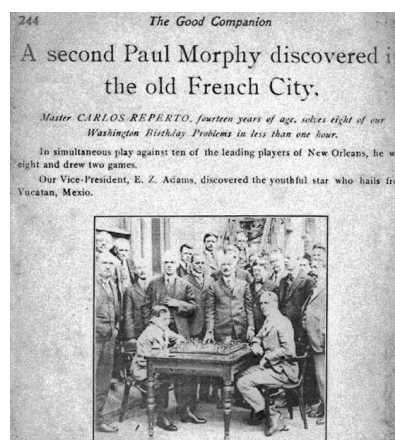 244 The Good Companion
A second Paul Morphy discovered i
the old French City.
Master CARLOS REPERTO, fourteen years of age, solves eight of our
Washington Birthday Problems in less than one hour.
In simultaneous play against ten of the leading players of New Orleans, he w
eight and drew two games.
Our Vice-President, E. Z. Adams, discovered the youthful star who hails fr
Yucatan, Mexio.